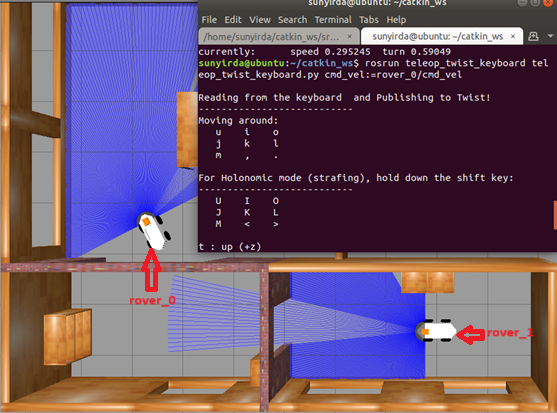 sunyirda@ubuntu: ~/catkin_ws
File Edit View Search Terminal Tabs Help
/home/sunyirda/catkin_ws/sr...
sunyirda@ubuntu: ~/catkin_ws
currently: speed 0.295245 turn 0.59049
sunyirda@ubuntu:~/catkin_ws$ rosrun teleop_twist_keyboard tel
eop_twist_keyboard.py cmd_vel:=rover_0/cmd_vel
Reading from the keyboard and Publishing to Twist!
---------------------------
Moving around:
u i o
j k l
m , .
For Holonomic mode (strafing), hold down the shift key:
---------------------------
U I O
J K L
M < >
t : up (+z)
rover_0
rover_1